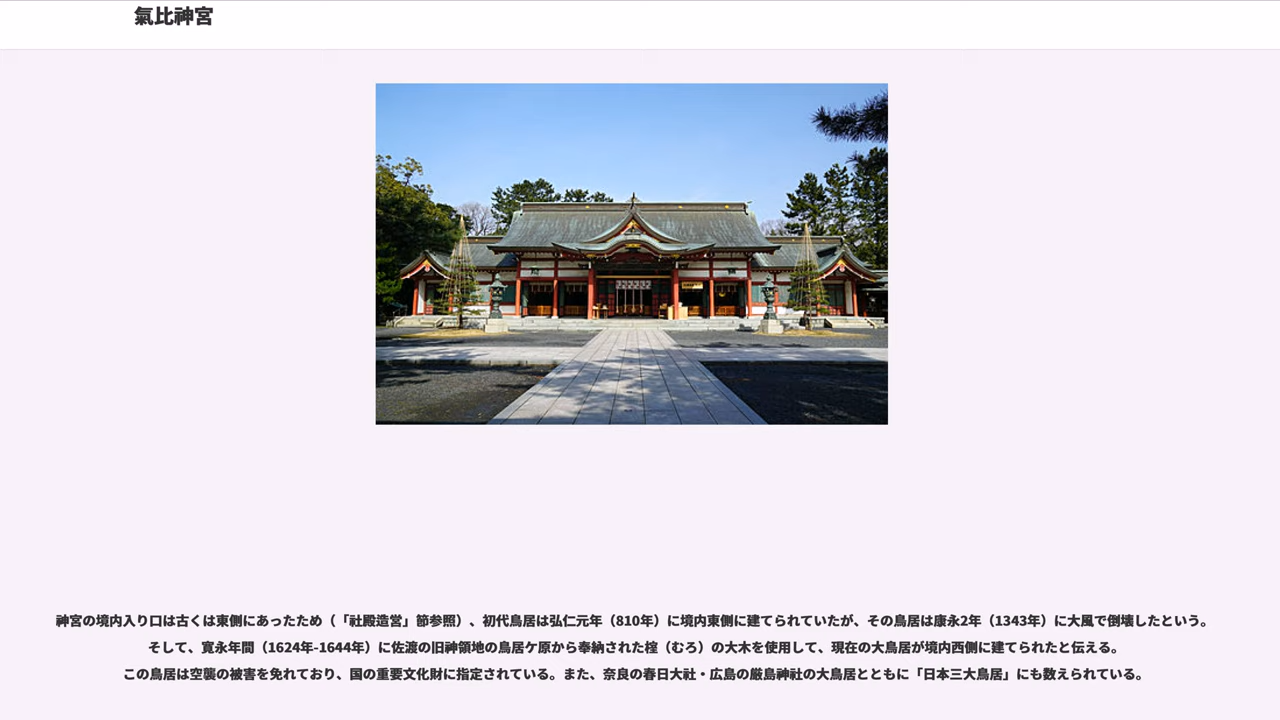 氣比神宮
神宮の境内入り口は古くは東側にあったため（「社殿造営」節参照）、初代鳥居は弘仁元年（810年）に境内東側に建てられていたが、その鳥居は康永2年（1343年）に大風で倒壊したという。
そして、寛永年間（1624年-1644年）に佐渡の旧神領地の鳥居ケ原から奉納された榁（むろ）の大木を使用して、現在の大鳥居が境内西側に建てられたと伝える。
この鳥居は空襲の被害を免れており、国の重要文化財に指定されている。また、奈良の春日大社・広島の厳島神社の大鳥居とともに「日本三大鳥居」にも数えられている。